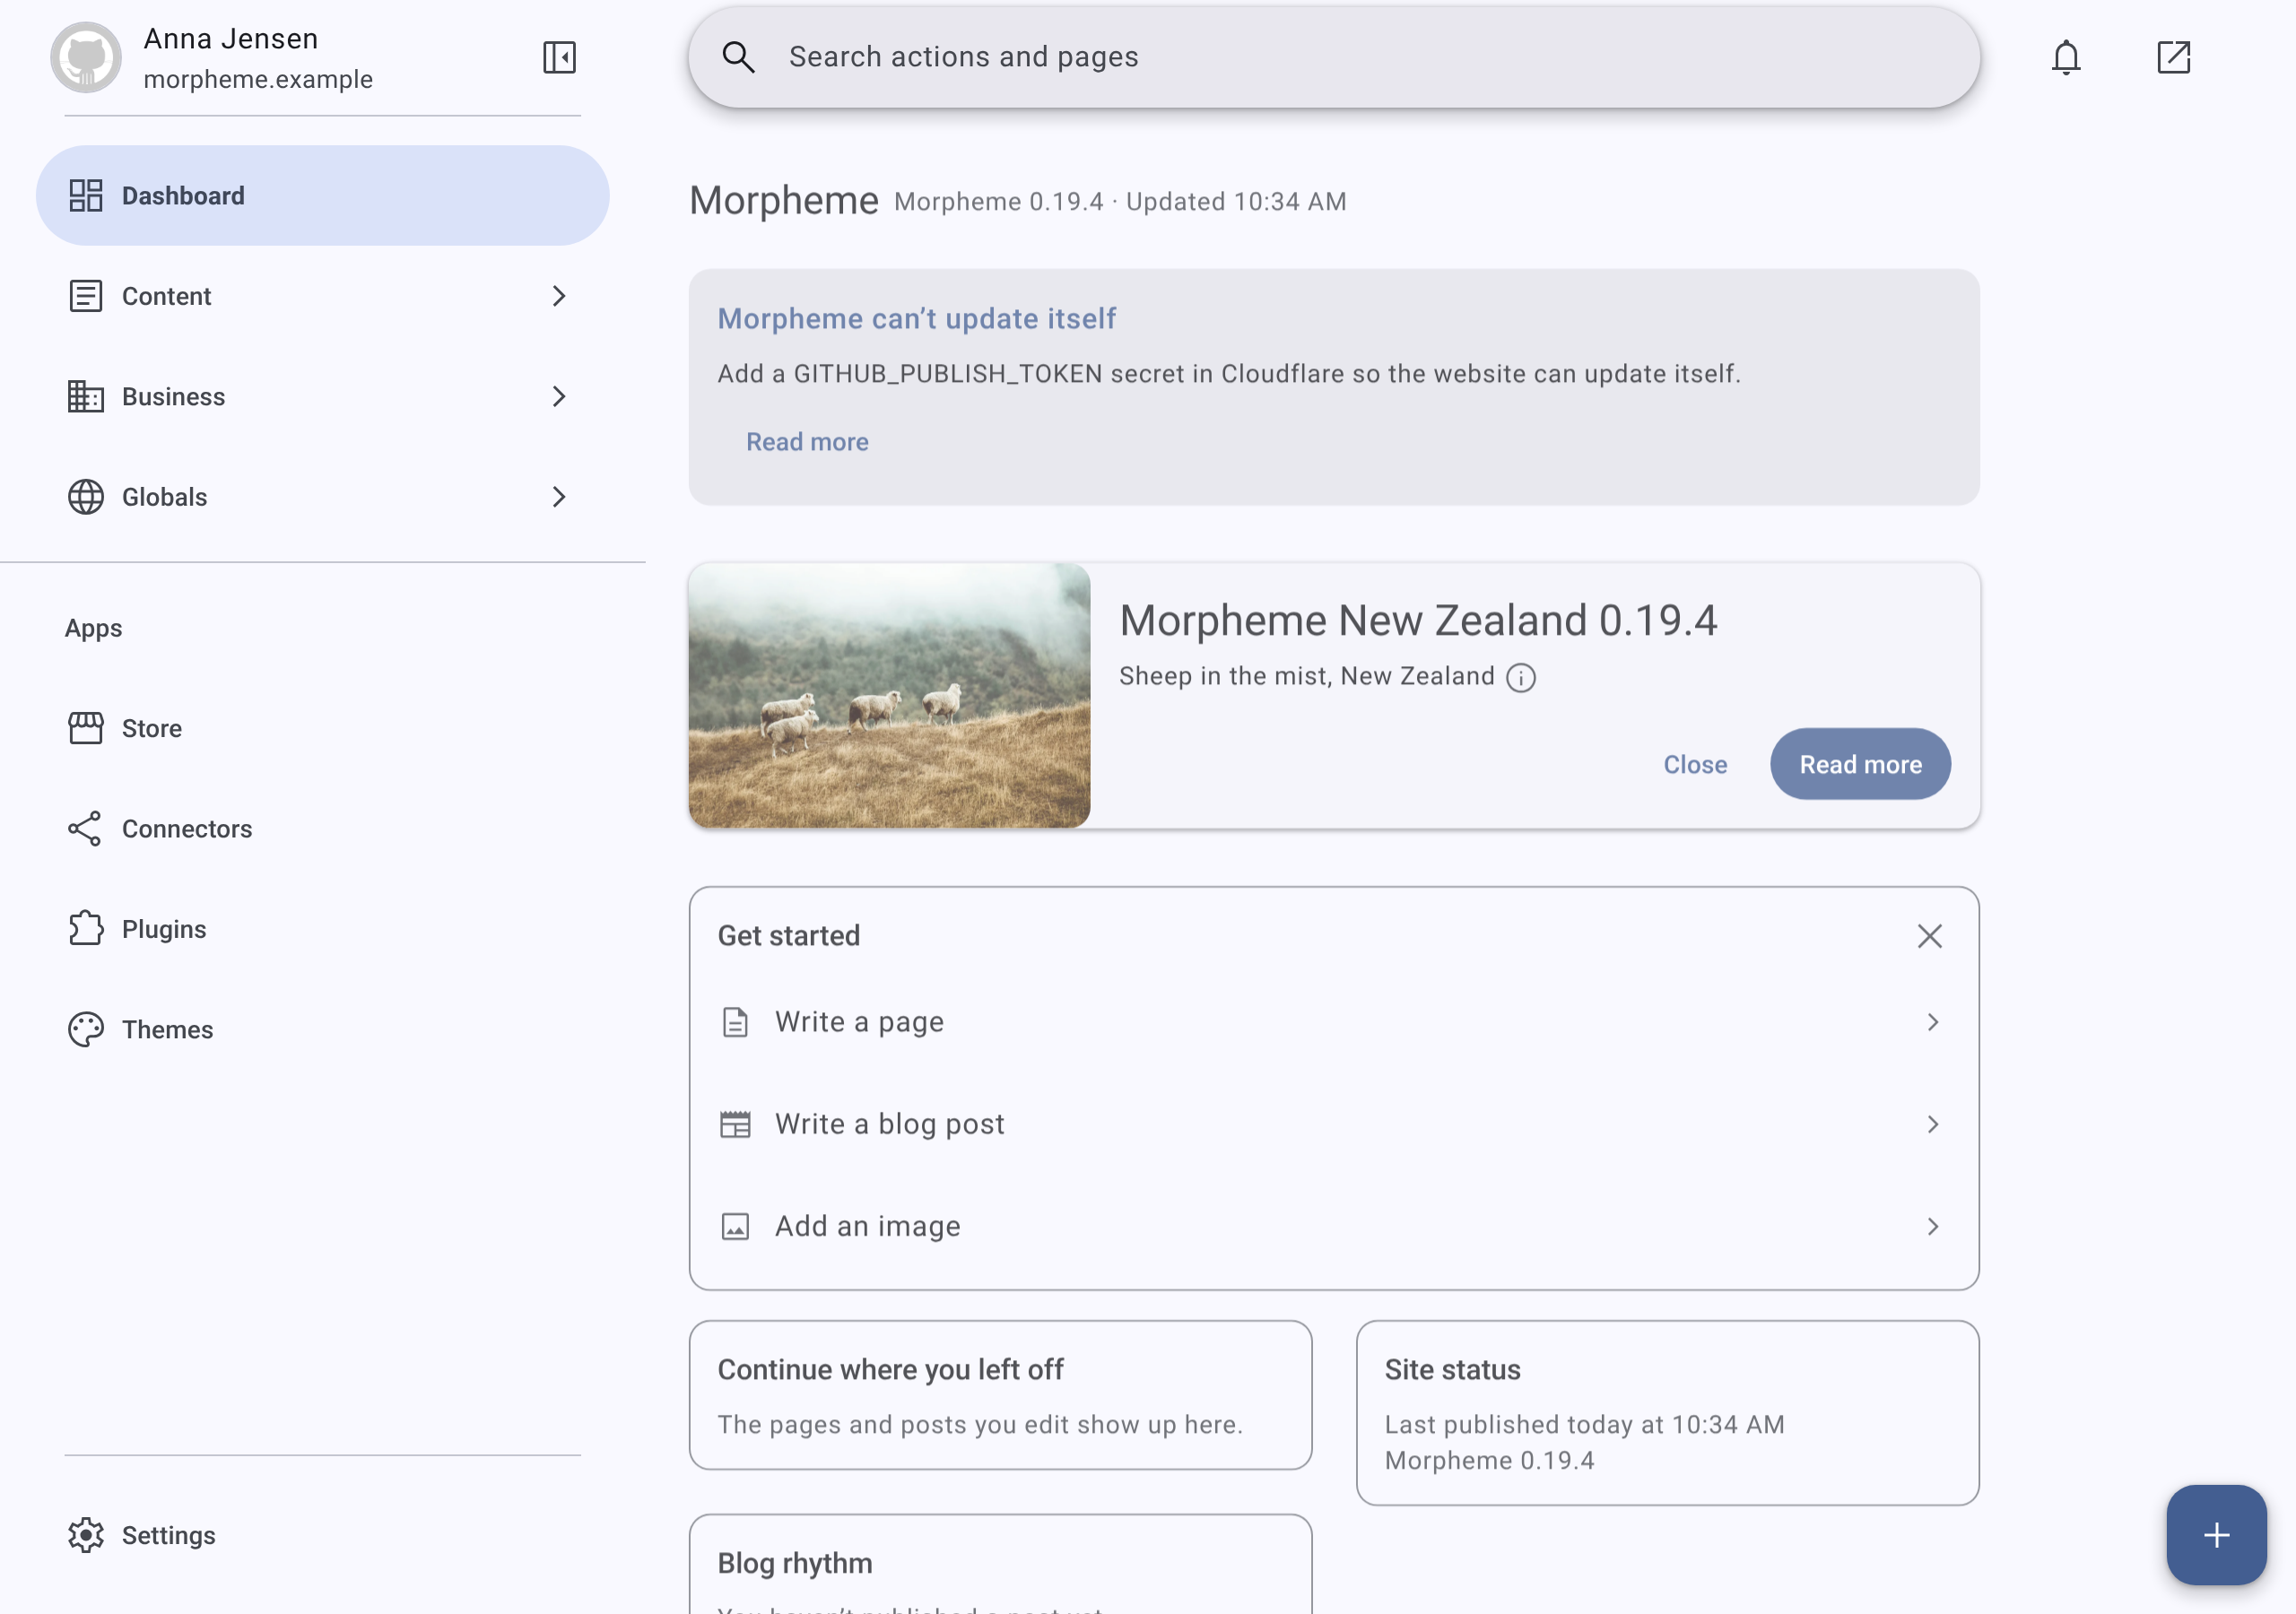 Anna Jensen
morpheme.example
Search actions and pages
Dashboard
Content
Business
Globals
Apps
Store
Connectors
Plugins
Themes
Settings
Morpheme Morpheme 0.19.4 · Updated 10:34 AM
Morpheme can’t update itself
Add a GITHUB_PUBLISH_TOKEN secret in Cloudflare so the website can update itself.
Read more
Morpheme New Zealand 0.19.4
Sheep in the mist, New Zealand
Close
Read more
Get started
Write a page
Write a blog post
Add an image
Continue where you left off
The pages and posts you edit show up here.
Site status
Last published today at 10:34 AM
Morpheme 0.19.4
Blog rhythm
You haven’t published a post yet